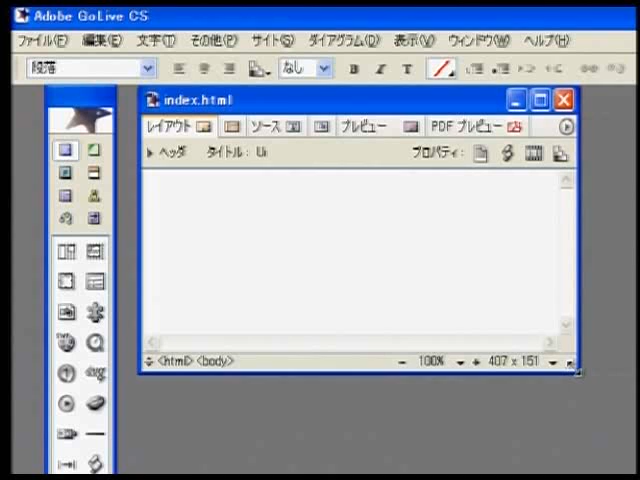 Adobe GoLive CS
ファイル(F) 編集(E) 文字(T) その他(P) サイト(S) ダイアグラム(D) 表示(V) ウィンドウ(W) ヘルプ(H)
段落 なし B I T
index.html
レイアウト ソース プレビュー PDF プレビュー
ヘッダ タイトル: Ui プロパティ:
<html> <body> 100% 407 x 151